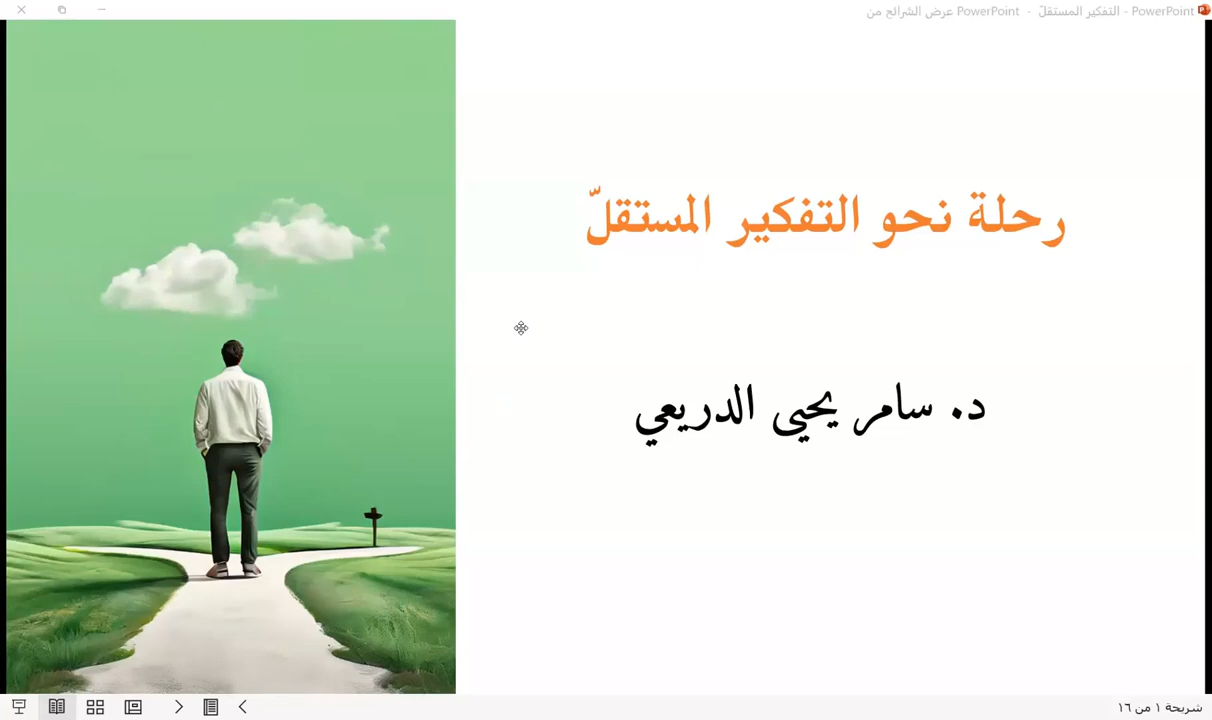 عرض الشرائح من PowerPoint - التفكير المستقلّ - PowerPoint
رحلة نحو التفكير المستقلّ
د. سامر يحيى الدريعي
شريحة ١ من ١٦